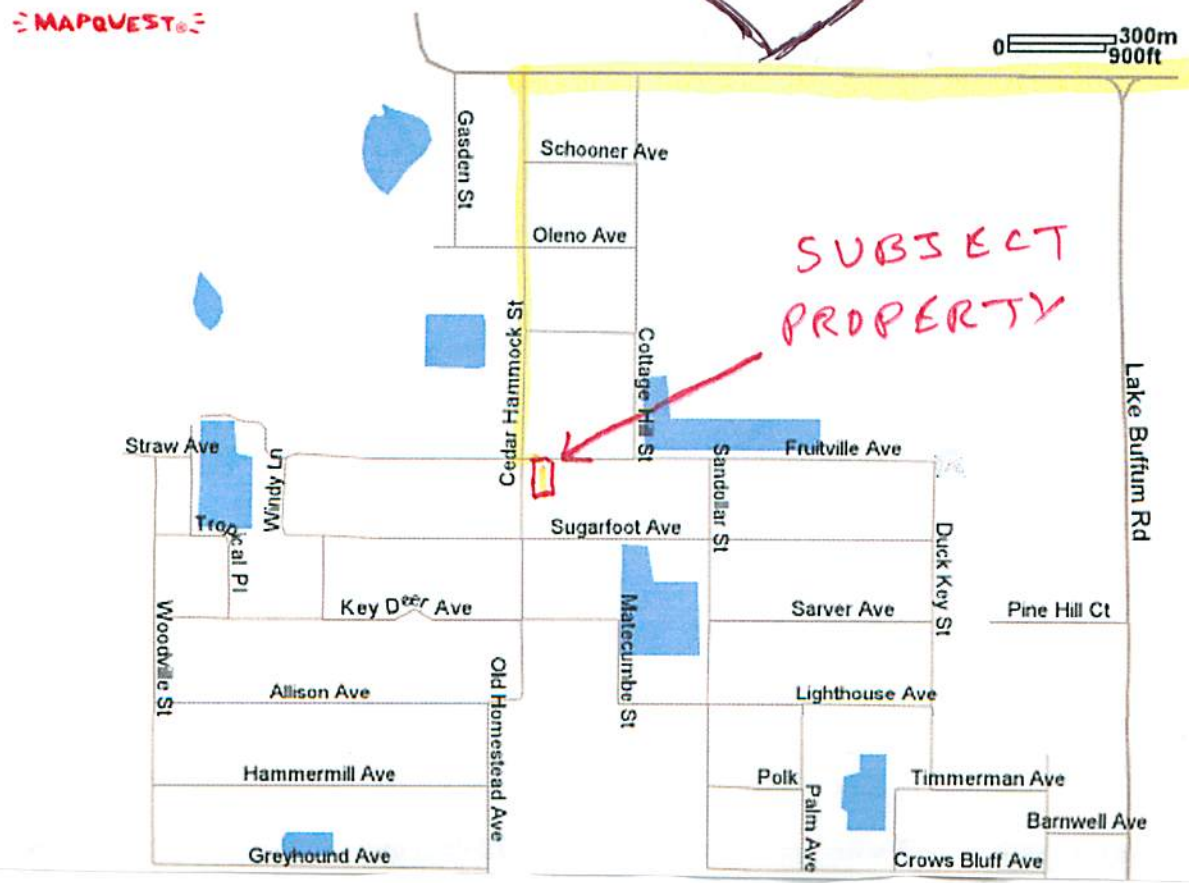 MAPQUEST®
0 300m
900ft
Gasden St
Schooner Ave
Oleno Ave
SUBJECT
PROPERTY
Cedar Hammock St
Cottage Hill St
Lake Buffum Rd
Straw Ave
Windy Ln
Fruitville Ave
Sandollar St
Tropical Pl
Sugarfoot Ave
Duck Key St
Key Deer Ave
Matecumbe St
Sarver Ave
Pine Hill Ct
Woodville St
Allison Ave
Old Homestead Ave
Lighthouse Ave
Hammermill Ave
Polk
Palm Ave
Timmerman Ave
Barnwell Ave
Greyhound Ave
Crows Bluff Ave